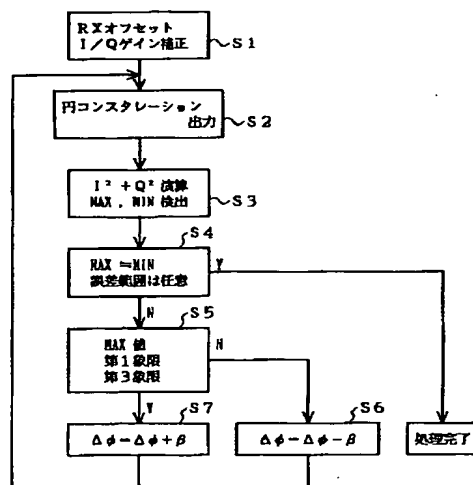 RXオフセット
I/Qゲイン補正
S1
円コンスタレーション
出力
S2
I²+Q² 演算
MAX, MIN 検出
S3
S4
MAX≒MIN
誤差範囲は任意
Y
N
S5
MAX 値
第1象限
第3象限
N
Y
S7
S6
Δφ=Δφ+β
Δφ=Δφ-β
処理完了